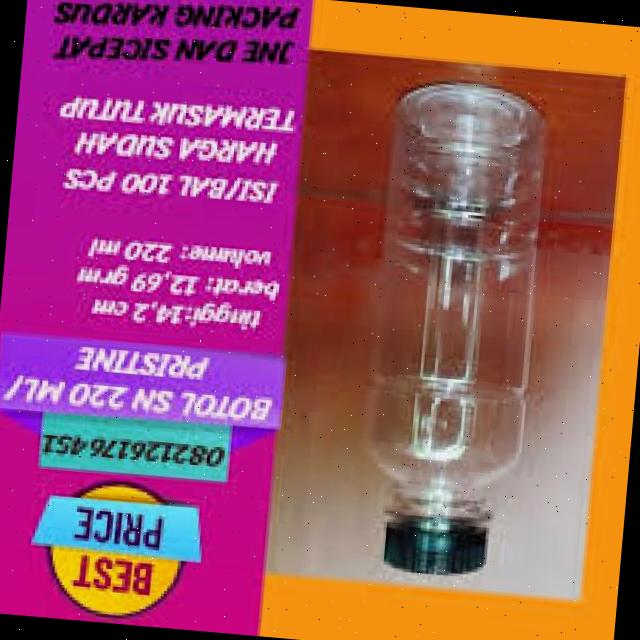 BEST
PRICE
082126176451
BOTOL SN 220 ML/
PRISTINE
tinggi:14,2 cm
berat: 12,69 grm
volume: 220 ml
ISI/BAL 100 PCS
HARGA SUDAH
TERMASUK TUTUP
JNE DAN SICEPAT
PACKING KARDUS